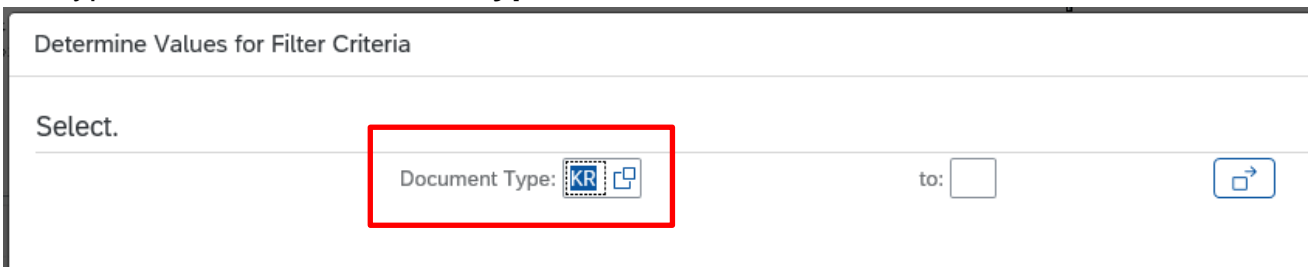 Determine Values for Filter Criteria
Select.
Document Type: KR to: